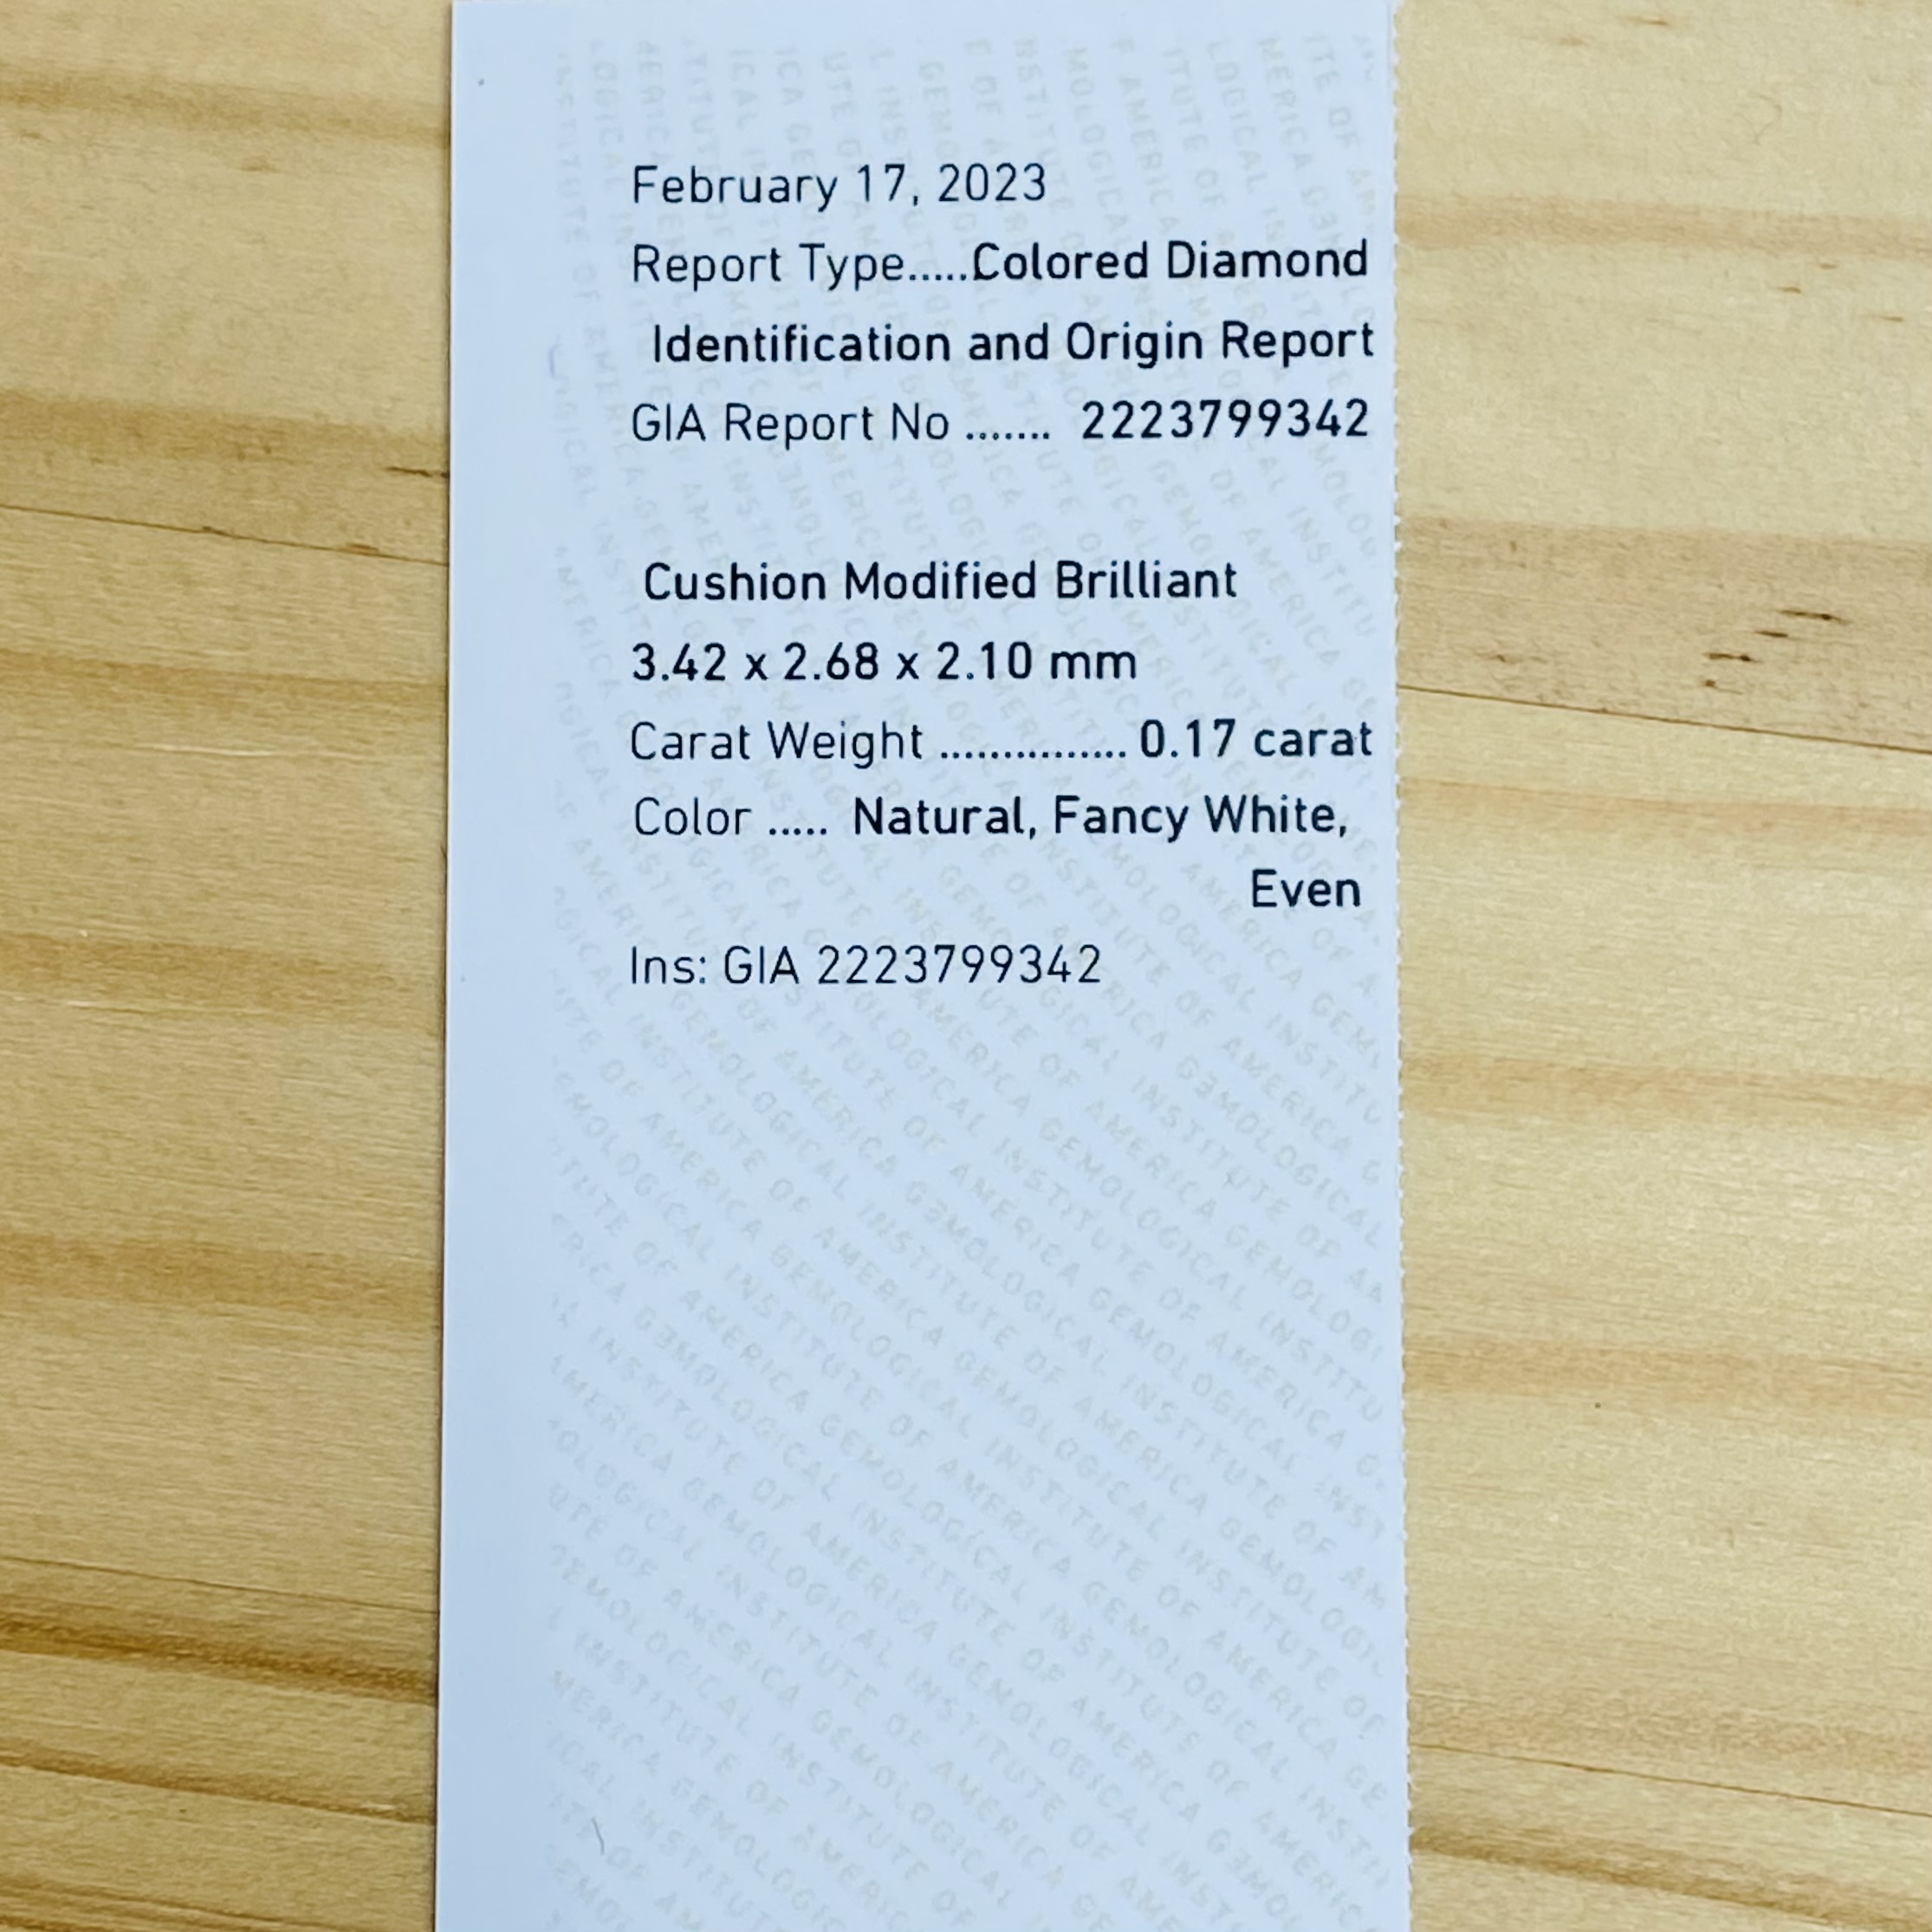 February 17, 2023
Report Type.....Colored Diamond
Identification and Origin Report
GIA Report No ....... 2223799342
Cushion Modified Brilliant
3.42 x 2.68 x 2.10 mm
Carat Weight ............... 0.17 carat
Color ..... Natural, Fancy White,
Even
Ins: GIA 2223799342